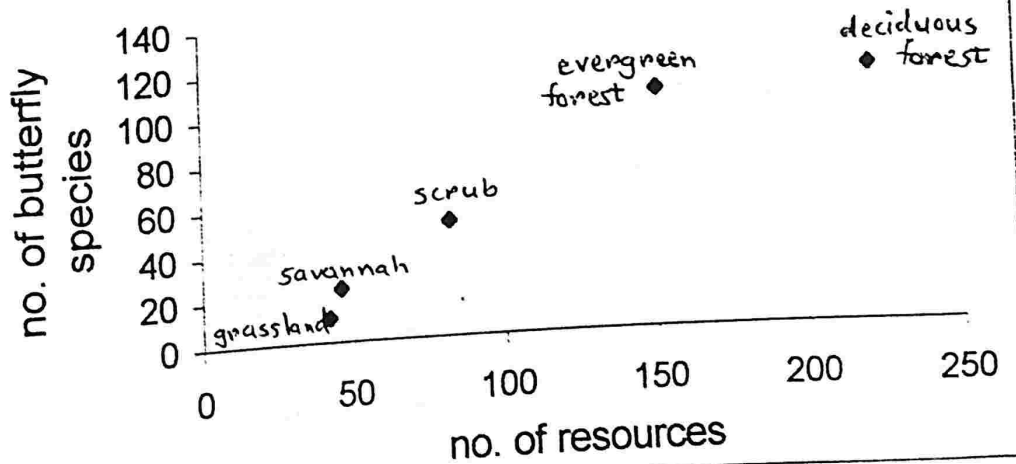 140
120
100
80
60
40
20
0
no. of butterfly
species
deciduous
forest
evergreen
forest
scrub
savannah
grassland
0 50 100 150 200 250
no. of resources